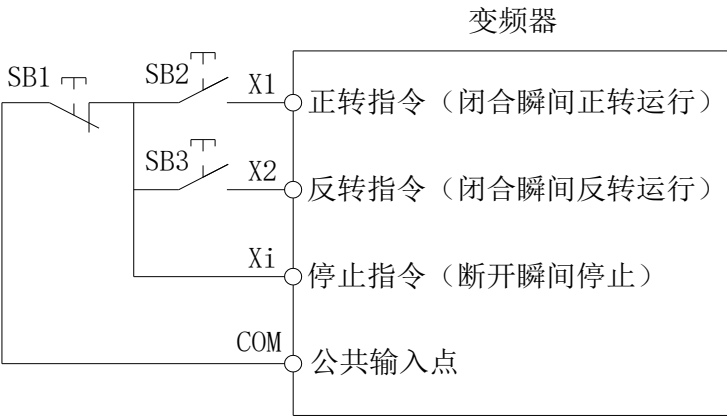 变频器
SB1
SB2
X1
正转指令（闭合瞬间正转运行）
SB3
X2
反转指令（闭合瞬间反转运行）
Xi
停止指令（断开瞬间停止）
COM
公共输入点